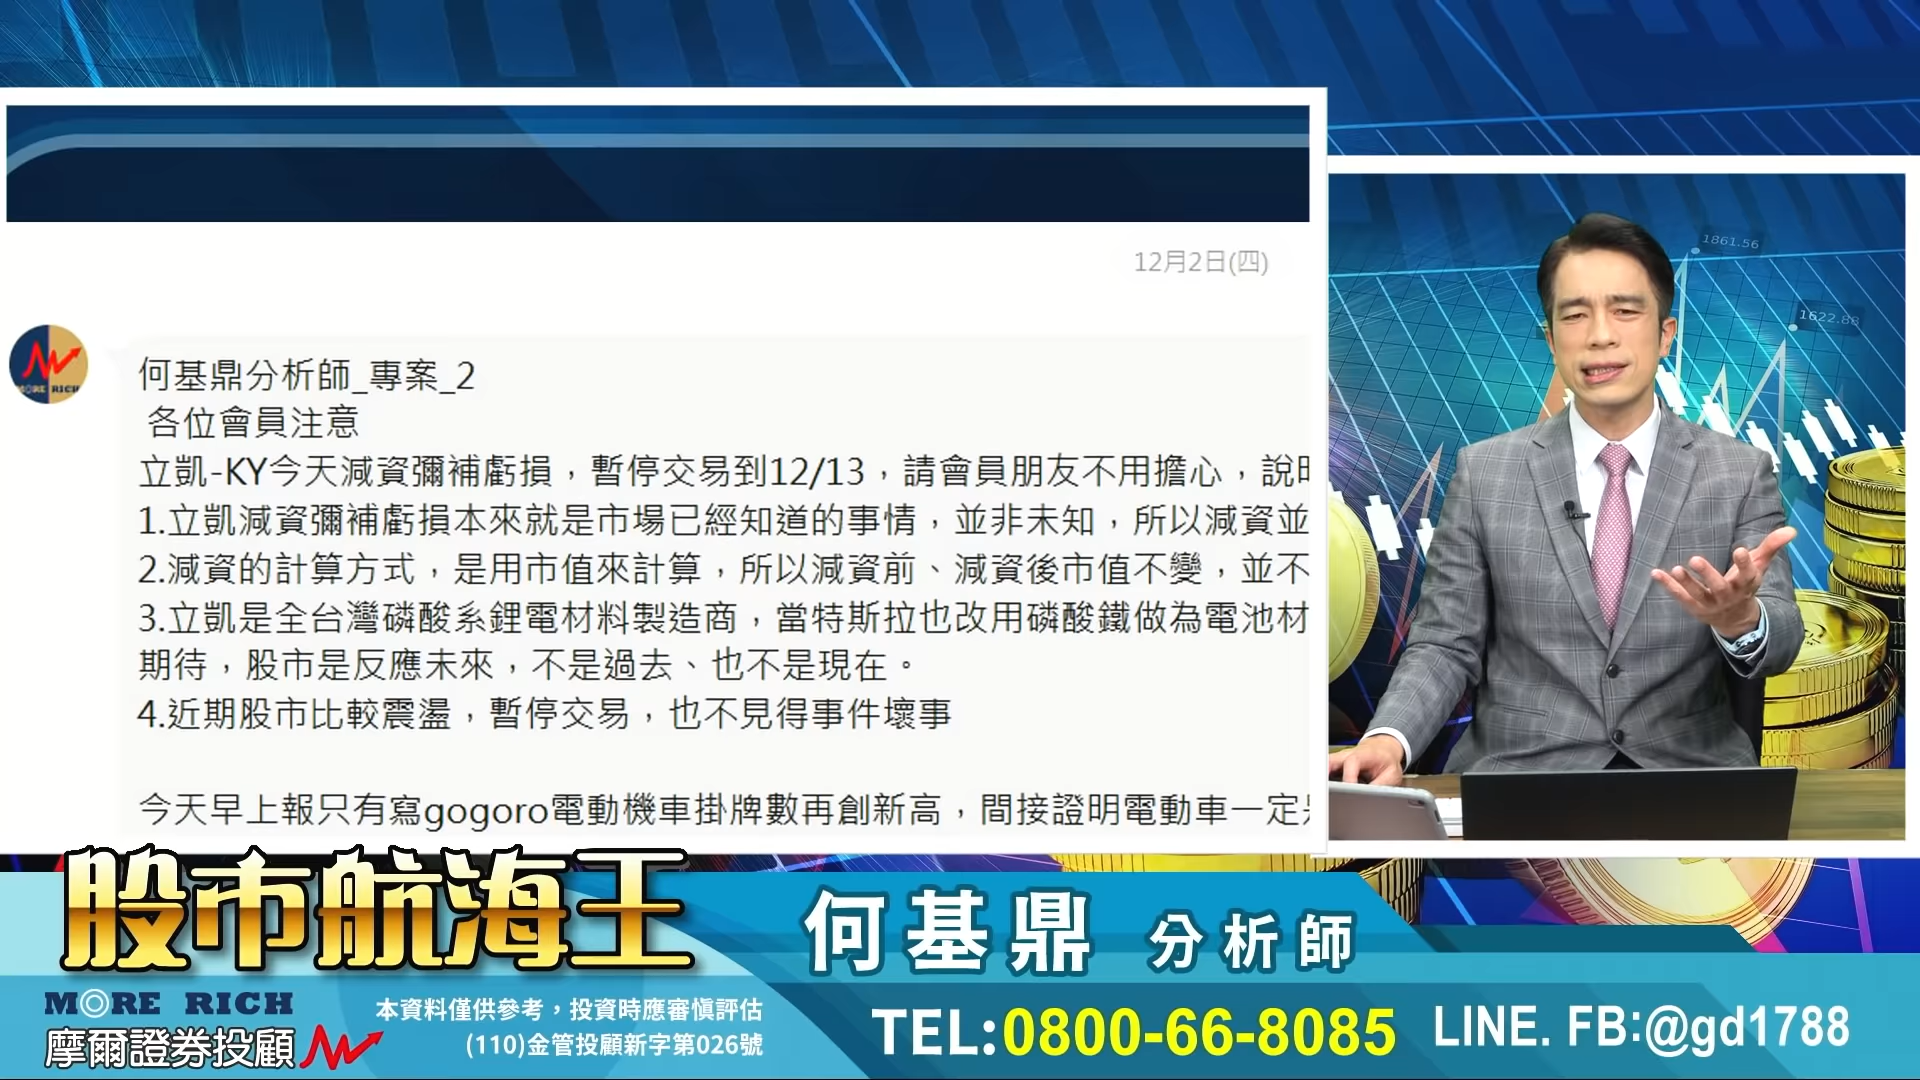 12月2日(四)
何基鼎分析師_專案_2
各位會員注意
立凱-KY今天減資彌補虧損，暫停交易到12/13，請會員朋友不用擔心，說
1.立凱減資彌補虧損本來就是市場已經知道的事情，並非未知，所以減資並
2.減資的計算方式，是用市值來計算，所以減資前、減資後市值不變，並不
3.立凱是全台灣磷酸系鋰電材料製造商，當特斯拉也改用磷酸鐵做為電池材
期待，股市是反應未來，不是過去、也不是現在。
4.近期股市比較震盪，暫停交易，也不見得事件壞事
今天早上報只有寫gogoro電動機車掛牌數再創新高，間接證明電動車一定
1861.56
1622.88
MORE RICH
股市航海王
何基鼎 分析師
MORE RICH
摩爾證券投顧
本資料僅供參考，投資時應審慎評估
(110)金管投顧新字第026號
TEL:0800-66-8085
LINE. FB:@gd1788